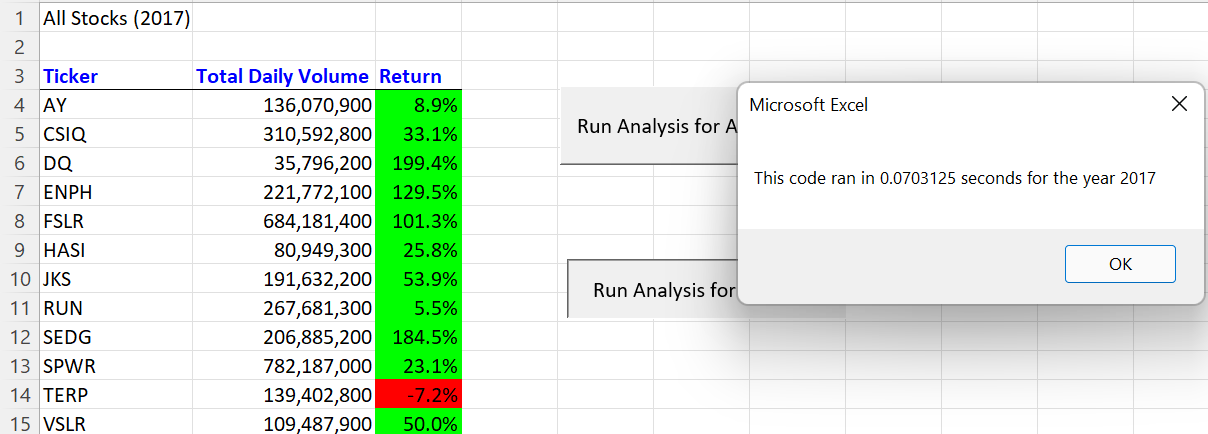 1 All Stocks (2017)
2
3 Ticker Total Daily Volume Return
4 AY 136,070,900 8.9%
5 CSIQ 310,592,800 33.1%
6 DQ 35,796,200 199.4%
7 ENPH 221,772,100 129.5%
8 FSLR 684,181,400 101.3%
9 HASI 80,949,300 25.8%
10 JKS 191,632,200 53.9%
11 RUN 267,681,300 5.5%
12 SEDG 206,885,200 184.5%
13 SPWR 782,187,000 23.1%
14 TERP 139,402,800 -7.2%
15 VSLR 109,487,900 50.0%
Run Analysis for A
Run Analysis for
Microsoft Excel
This code ran in 0.0703125 seconds for the year 2017
OK